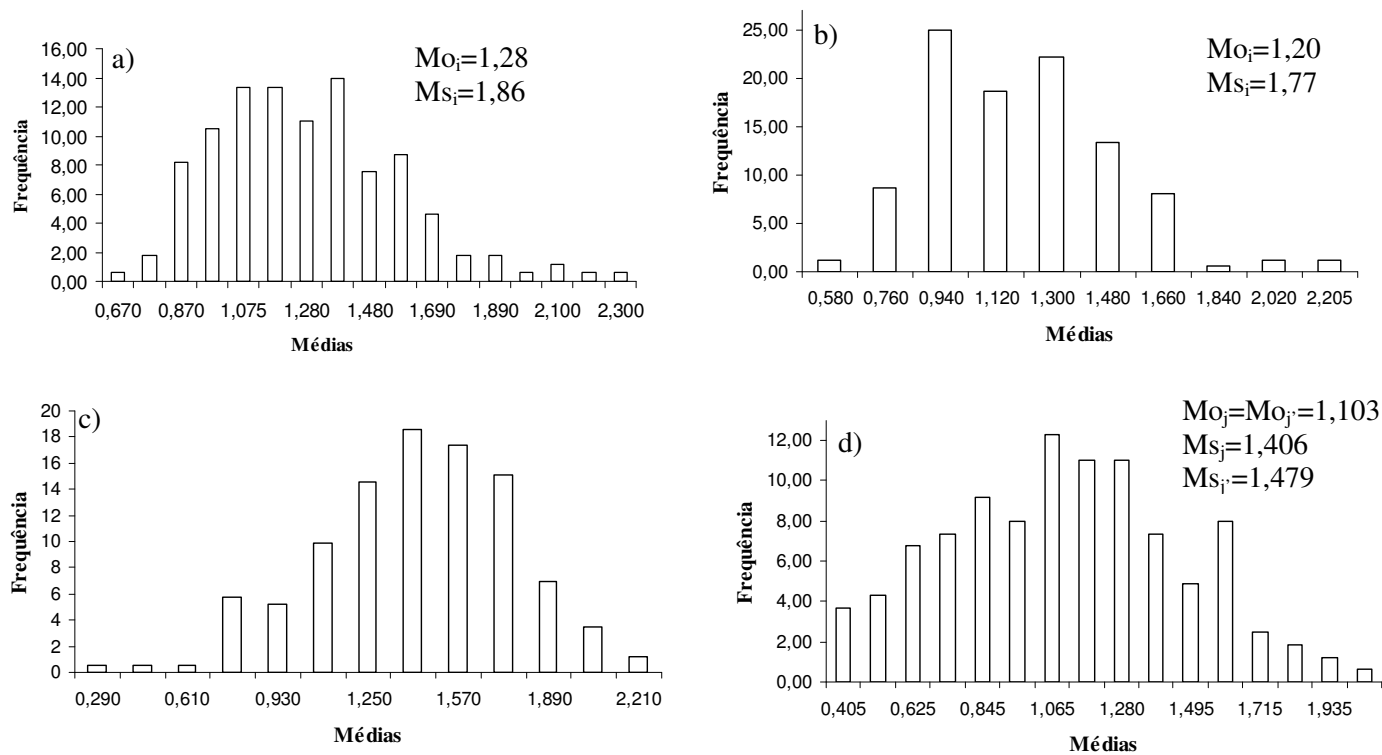 a)
Mo_i=1,28
Ms_i=1,86
Frequência
16,00
14,00
12,00
10,00
8,00
6,00
4,00
2,00
0,00
0,670 0,870 1,075 1,280 1,480 1,690 1,890 2,100 2,300
Médias
b)
Mo_i=1,20
Ms_i=1,77
Frequência
25,00
20,00
15,00
10,00
5,00
0,00
0,580 0,760 0,940 1,120 1,300 1,480 1,660 1,840 2,020 2,205
Médias
c)
Frequência
20
18
16
14
12
10
8
6
4
2
0
0,290 0,610 0,930 1,250 1,570 1,890 2,210
Médias
d)
Mo_j=Mo_j'=1,103
Ms_j=1,406
Ms_j'=1,479
Frequência
12,00
10,00
8,00
6,00
4,00
2,00
0,00
0,405 0,625 0,845 1,065 1,280 1,495 1,715 1,935
Médias